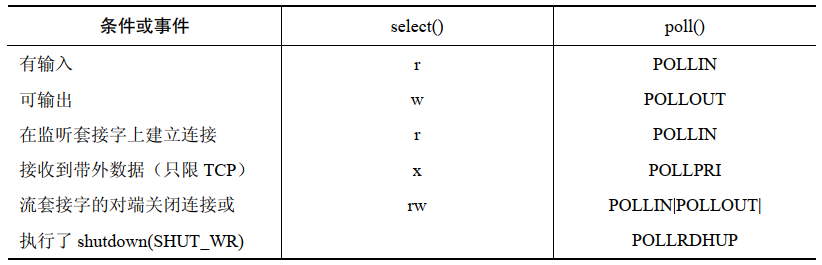 条件或事件 select() poll()
有输入 r POLLIN
可输出 w POLLOUT
在监听套接字上建立连接 r POLLIN
接收到带外数据（只限 TCP） x POLLPRI
流套接字的对端关闭连接或 rw POLLIN|POLLOUT|
执行了 shutdown(SHUT_WR) POLLRDHUP